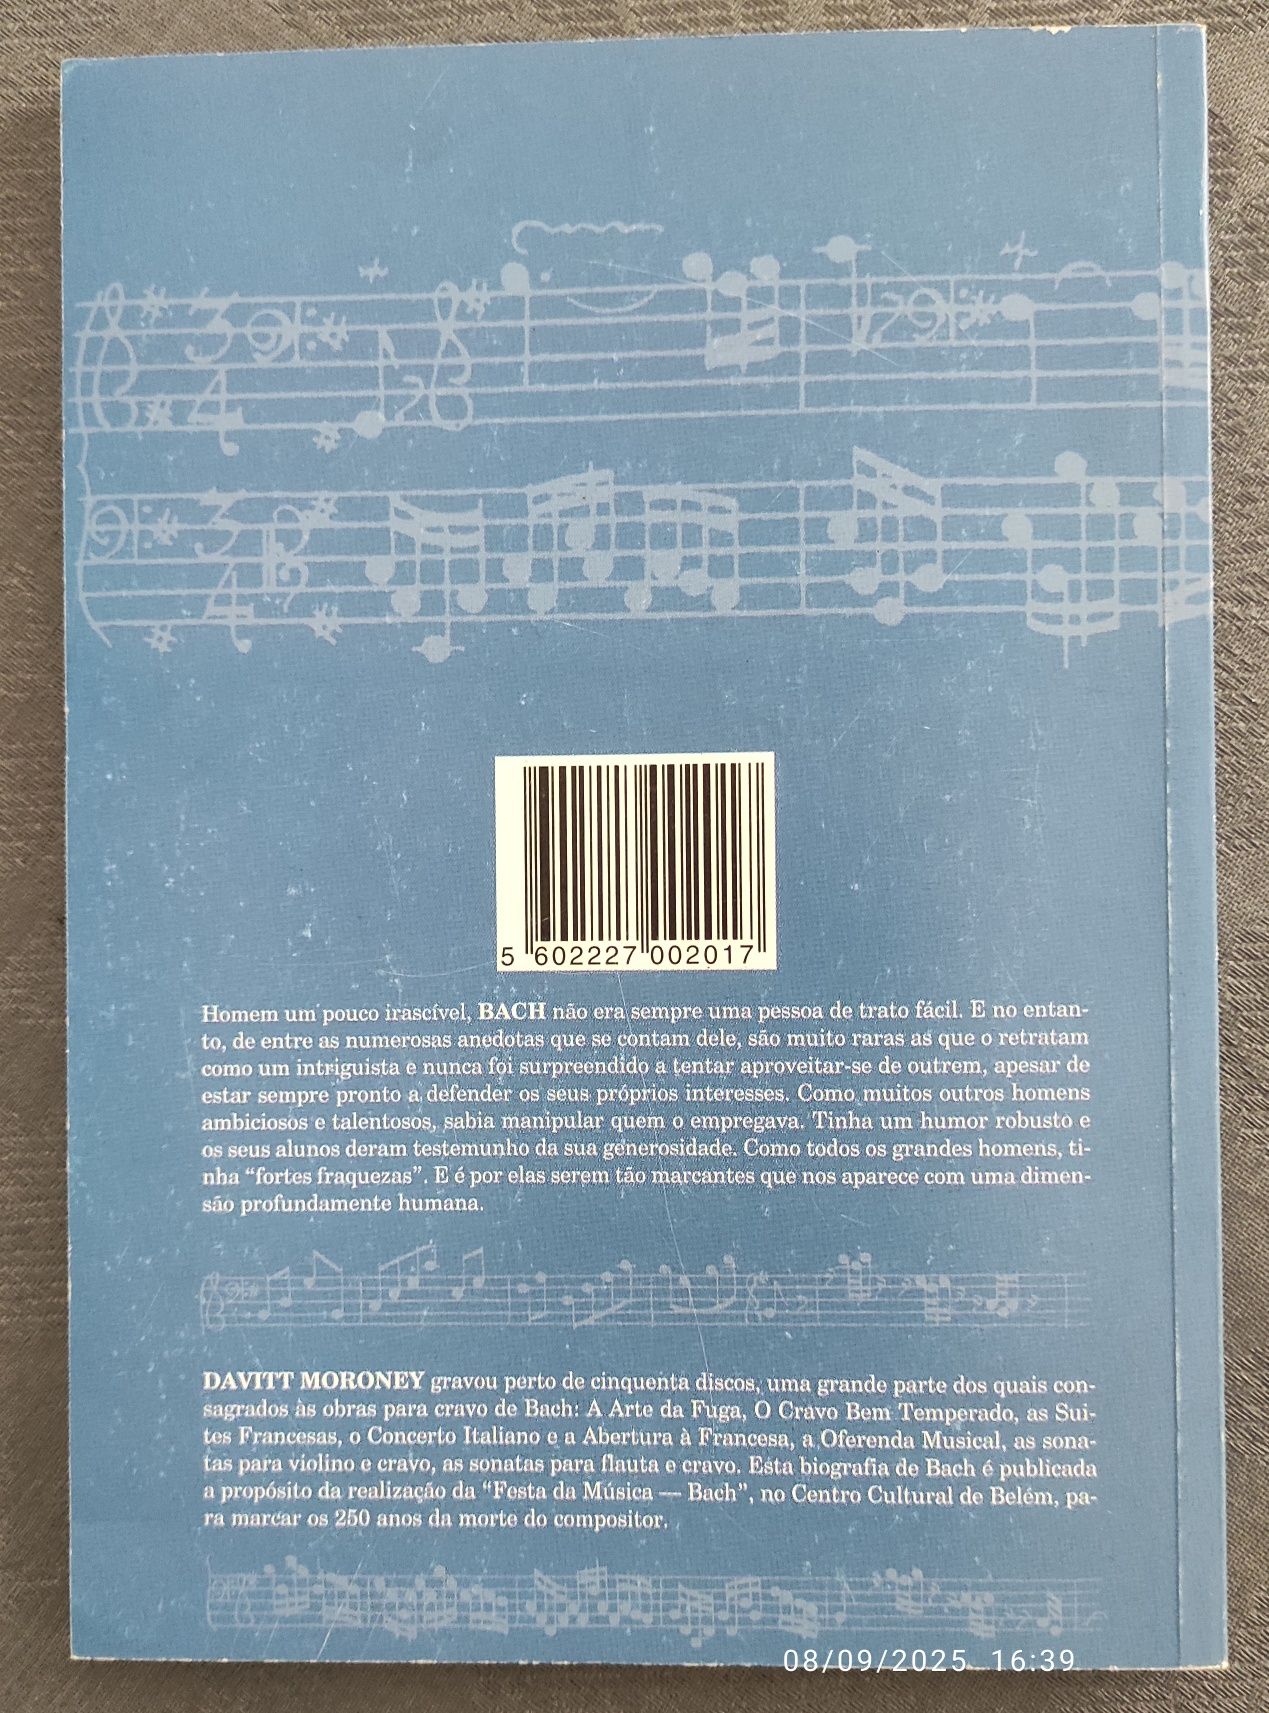 5 602227 002017
Homem um pouco irascível, BACH não era sempre uma pessoa de trato fácil. E no entan-
to, de entre as numerosas anedotas que se contam dele, são muito raras as que o retratam
como um intriguista e nunca foi surpreendido a tentar aproveitar-se de outrem, apesar de
estar sempre pronto a defender os seus próprios interesses. Como muitos outros homens
ambiciosos e talentosos, sabia manipular quem o empregava. Tinha um humor robusto e
os seus alunos deram testemunho da sua generosidade. Como todos os grandes homens, ti-
nha “fortes fraquezas”. E é por elas serem tão marcantes que nos aparece com uma dimen-
são profundamente humana.
DAVITT MORONEY gravou perto de cinquenta discos, uma grande parte dos quais con-
sagrados às obras para cravo de Bach: A Arte da Fuga, O Cravo Bem Temperado, as Sui-
tes Francesas, o Concerto Italiano e a Abertura à Francesa, a Oferenda Musical, as sona-
tas para violino e cravo, as sonatas para flauta e cravo. Esta biografia de Bach é publicada
a propósito da realização da “Festa da Música — Bach”, no Centro Cultural de Belém, pa-
ra marcar os 250 anos da morte do compositor.
08/09/2025 16:39